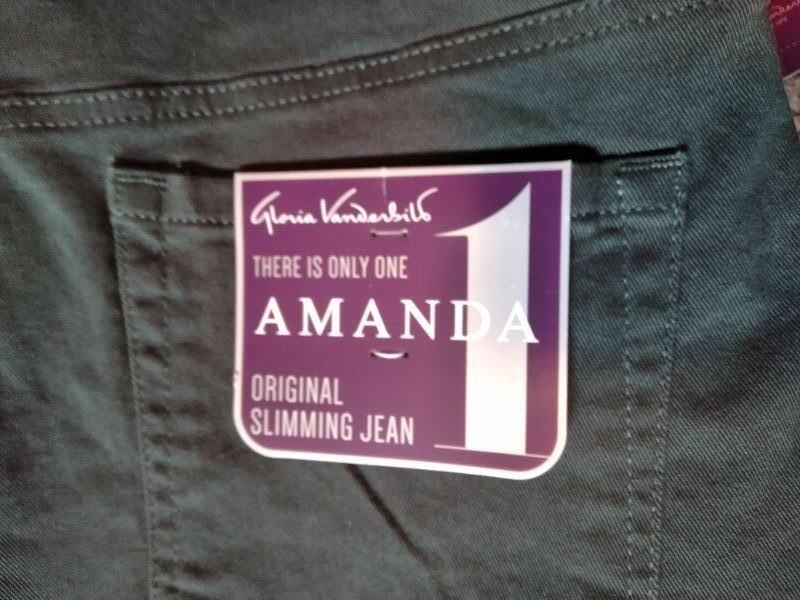 Gloria Vanderbilt
THERE IS ONLY ONE
AMANDA
1
ORIGINAL
SLIMMING JEAN